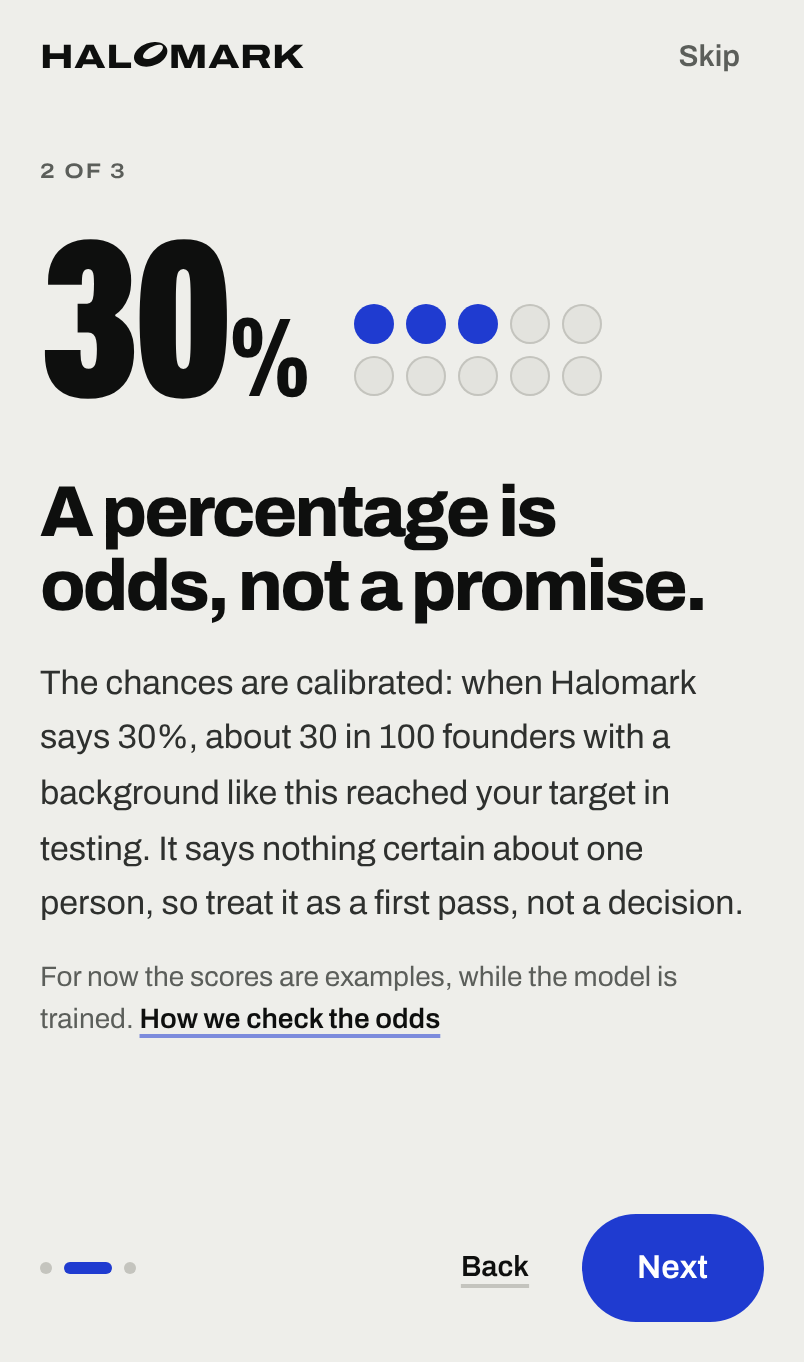 HALOMARK
Skip
2 OF 3
30%
A percentage is
odds, not a promise.
The chances are calibrated: when Halomark
says 30%, about 30 in 100 founders with a
background like this reached your target in
testing. It says nothing certain about one
person, so treat it as a first pass, not a decision.
For now the scores are examples, while the model is
trained. How we check the odds
Back
Next